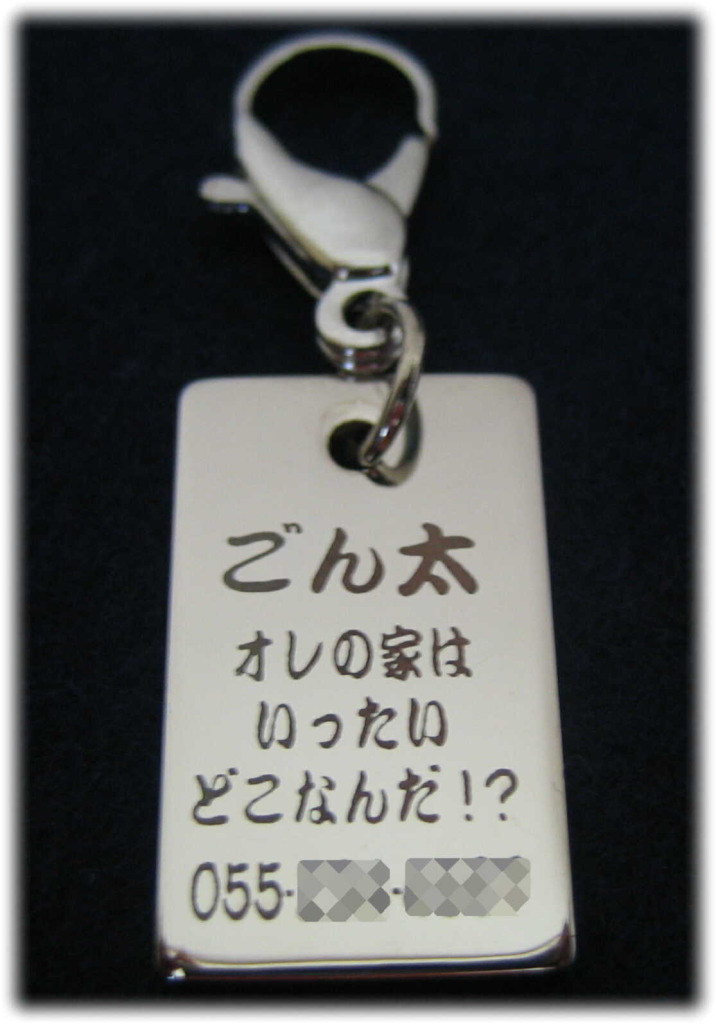 ごん太
オレの家は
いったい
どこなんだ!?
055-